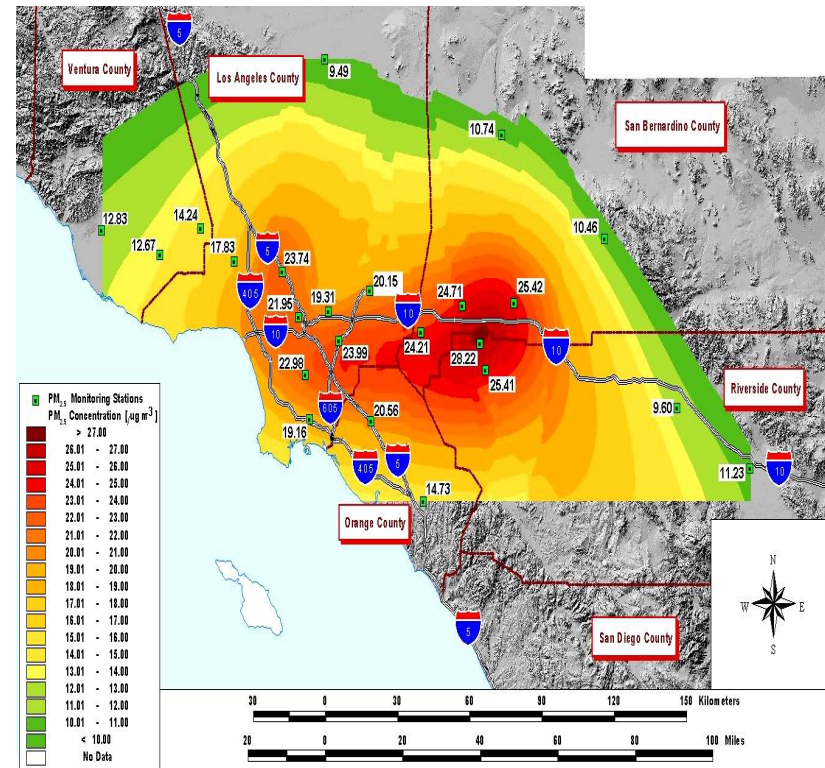 5
Ventura County
Los Angeles County
9.49
San Bernardino County
10.74
12.83
14.24
12.67
17.83
5
23.74
10.46
405
20.15
21.95
19.31
10
24.71
25.42
10
23.99
24.21
28.22
10
22.98
25.41
605
19.16
20.56
9.60
Riverside County
405
5
11.23
10
14.73
Orange County
PM2.5 Monitoring Stations
PM2.5 Concentration [µg m3]
> 27.00
26.01 - 27.00
25.01 - 26.00
24.01 - 25.00
23.01 - 24.00
22.01 - 23.00
21.01 - 22.00
20.01 - 21.00
19.01 - 20.00
18.01 - 19.00
17.01 - 18.00
16.01 - 17.00
15.01 - 16.00
14.01 - 15.00
13.01 - 14.00
12.01 - 13.00
11.01 - 12.00
10.01 - 11.00
< 10.00
No Data
5
San Diego County
N
W E
S
30 0 30 60 90 120 150 Kilometers
20 0 20 40 60 80 100 Miles